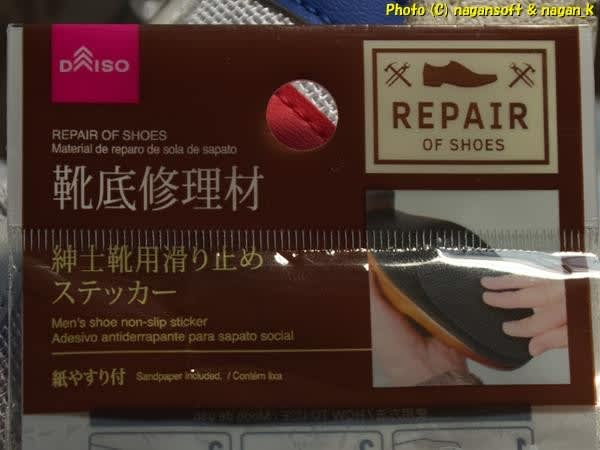 Photo (C) nagansoft & nagan_k
DAISO
REPAIR OF SHOES
Material de reparo de sola de sapato
靴底修理材
REPAIR
OF SHOES
紳士靴用滑り止め
ステッカー
Men's shoe non-slip sticker
Adesivo antiderrapante para sapato social
紙やすり付 Sandpaper included. / Contém lixa